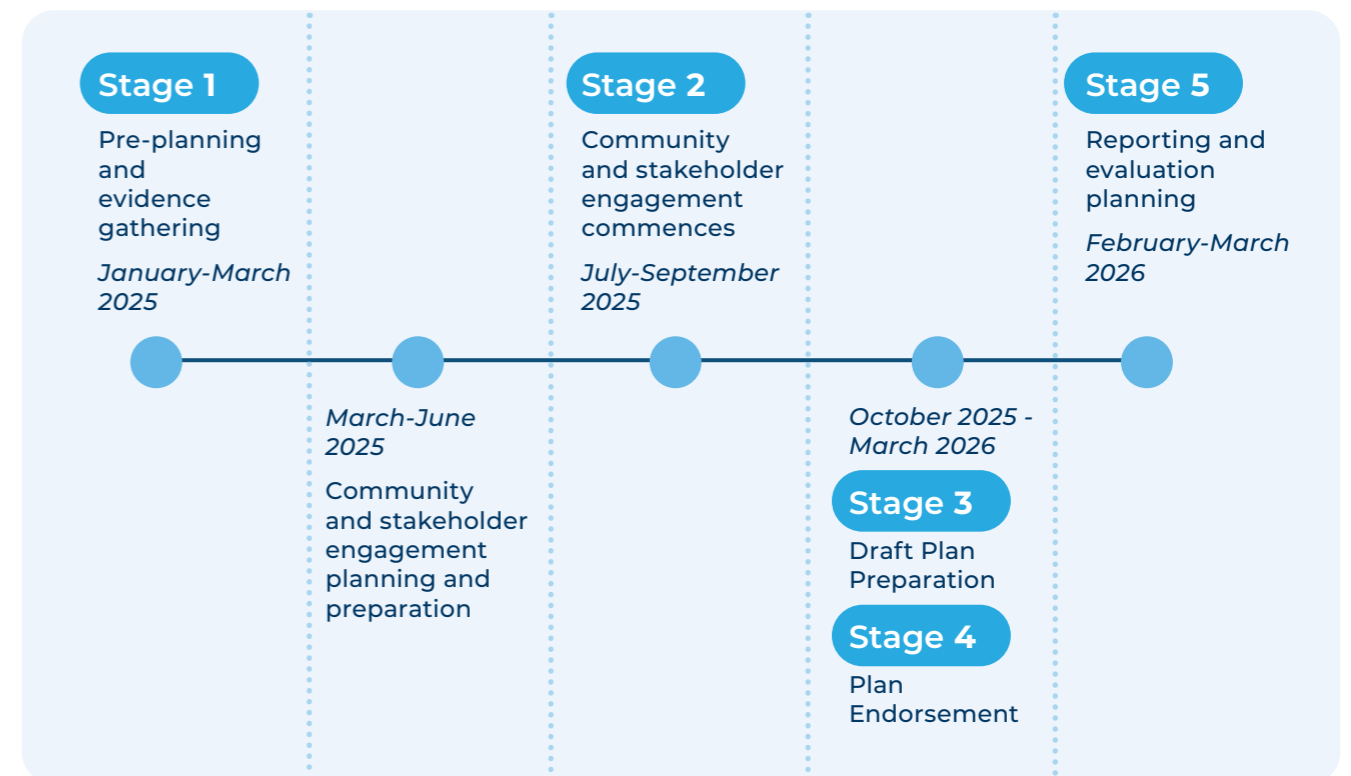 Stage 1
Pre-planning
and
evidence
gathering
January-March
2025
March-June
2025
Community
and stakeholder
engagement
planning and
preparation
Stage 2
Community
and stakeholder
engagement
commences
July-September
2025
October 2025 -
March 2026
Stage 3
Draft Plan
Preparation
Stage 4
Plan
Endorsement
Stage 5
Reporting and
evaluation
planning
February-March
2026